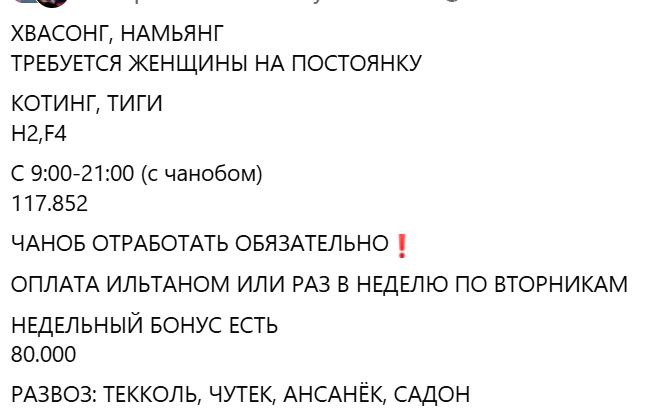 ХВАСОНГ, НАМЬЯНГ
ТРЕБУЕТСЯ ЖЕНЩИНЫ НА ПОСТОЯНКУ
КОТИНГ, ТИГИ
H2,F4
С 9:00-21:00 (с чанобом)
117.852
ЧАНОБ ОТРАБОТАТЬ ОБЯЗАТЕЛЬНО❗
ОПЛАТА ИЛЬТАНОМ ИЛИ РАЗ В НЕДЕЛЮ ПО ВТОРНИКАМ
НЕДЕЛЬНЫЙ БОНУС ЕСТЬ
80.000
РАЗВОЗ: ТЕККОЛЬ, ЧУТЕК, АНСАНЁК, САДОН